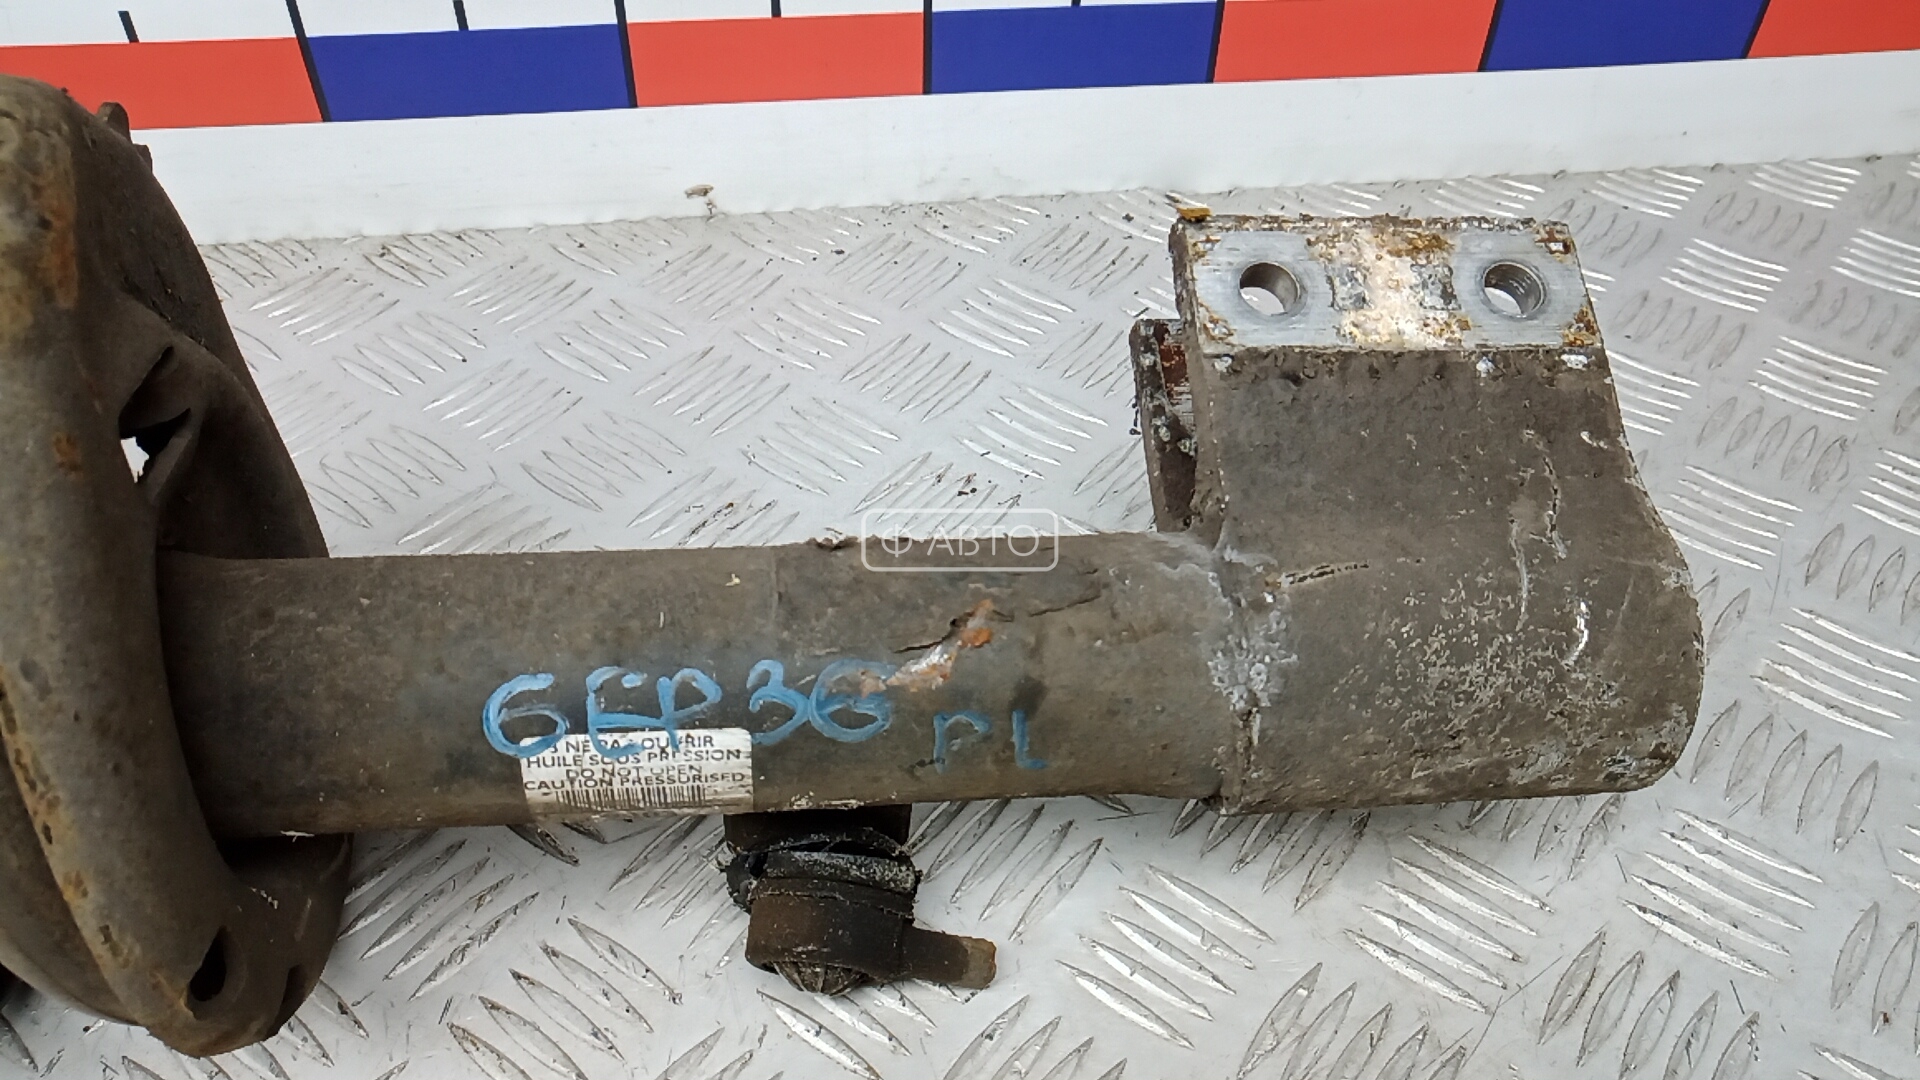 Ф АВТО
6EP36 PL
NE PAS OUVRIR
HUILE SOUS PRESSION
DO NOT OPEN
CAUTION PRESSURISED